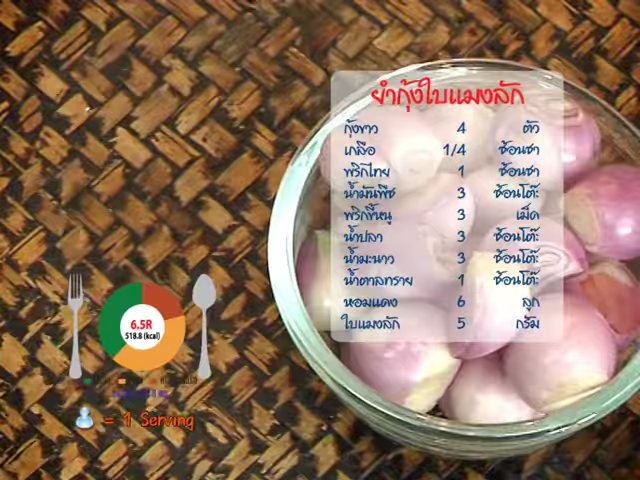 ยำกุ้งใบแมงลัก
กุ้งขาว 4 ตัว
เกลือ 1/4 ช้อนชา
พริกไทย 1 ช้อนชา
น้ำมันพืช 3 ช้อนโต๊ะ
พริกขี้หนู 3 เม็ด
น้ำปลา 3 ช้อนโต๊ะ
น้ำมะนาว 3 ช้อนโต๊ะ
น้ำตาลทราย 1 ช้อนโต๊ะ
หอมแดง 6 ลูก
ใบแมงลัก 5 กรัม
6.5R
518.8 (kcal)
= 1 Serving